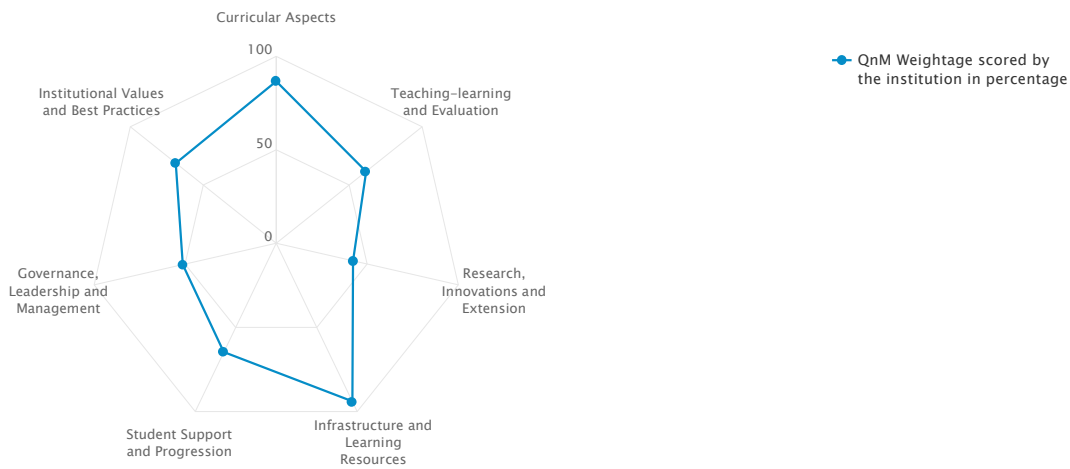 Curricular Aspects
100
QnM Weightage scored by
the institution in percentage
Institutional Values
and Best Practices
Teaching-learning
and Evaluation
50
0
Governance,
Leadership and
Management
Research,
Innovations and
Extension
Student Support
and Progression
Infrastructure and
Learning
Resources